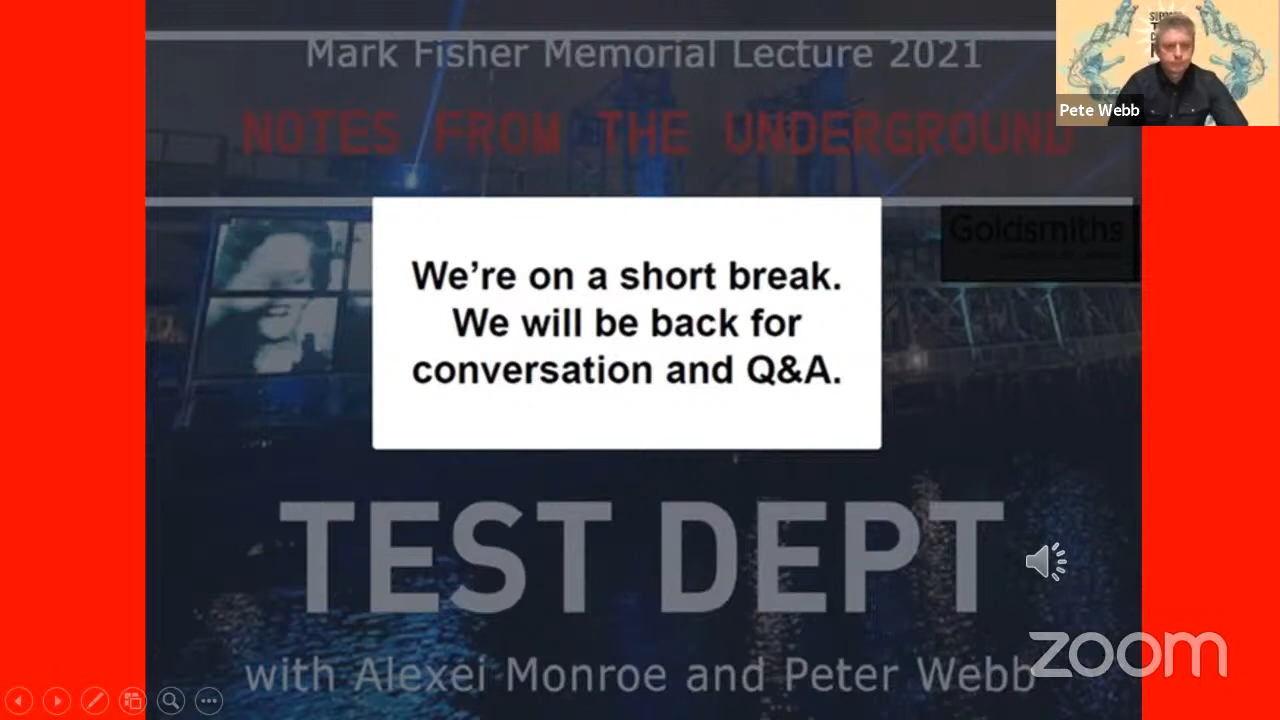 Mark Fisher Memorial Lecture 2021
NOTES FROM THE UNDERGROUND
Pete Webb
Goldsmiths
We’re on a short break.
We will be back for
conversation and Q&A.
TEST DEPT
with Alexei Monroe and Peter Webb
zoom